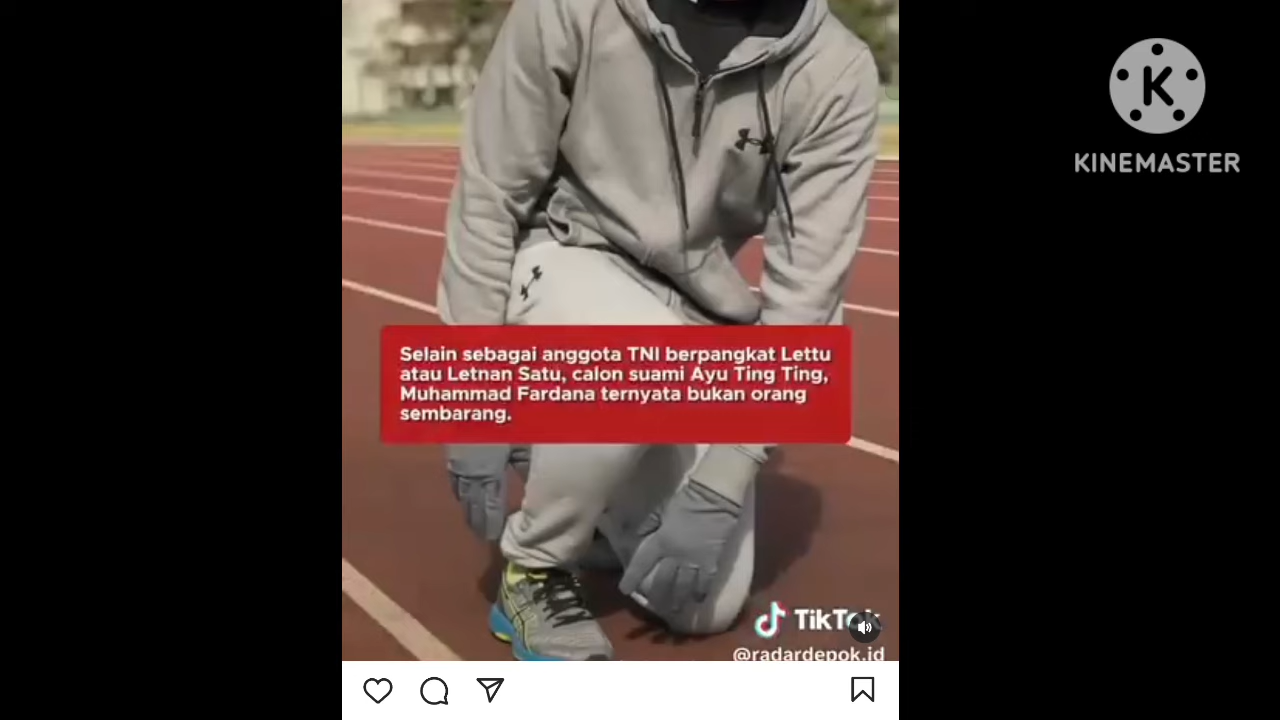 K
KINEMASTER
Selain sebagai anggota TNI berpangkat Lettu
atau Letnan Satu, calon suami Ayu Ting Ting,
Muhammad Fardana ternyata bukan orang
sembarang.
TikTok
@radardepok.id